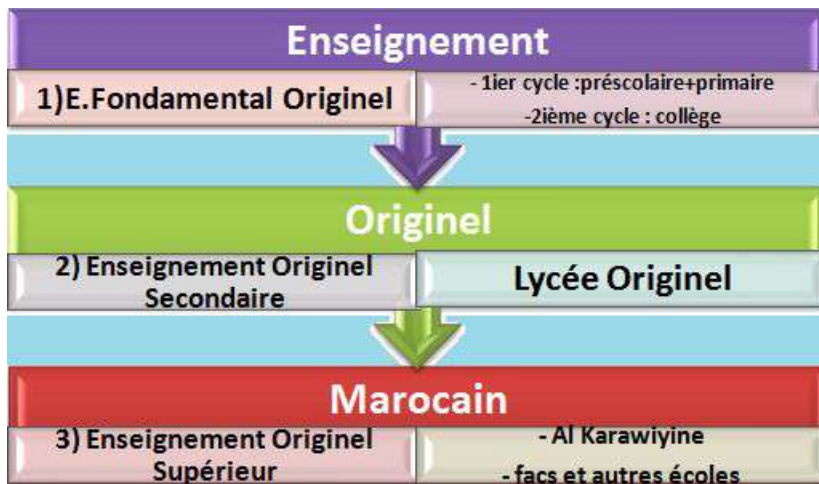 Enseignement
1)E.Fondamental Originel
- 1ier cycle :préscolaire+primaire
-2ième cycle : collège
Originel
2) Enseignement Originel
Secondaire
Lycée Originel
Marocain
3) Enseignement Originel
Supérieur
- Al Karawiyine
- facs et autres écoles